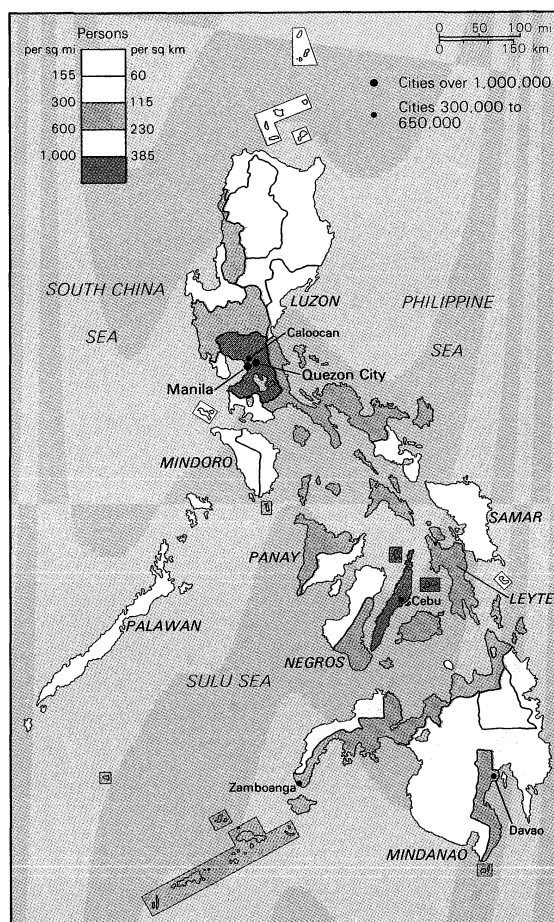 Persons
per sq mi per sq km
155 60
300 115
600 230
1,000 385
0 50 100 mi
0 150 km
Cities over 1,000,000
Cities 300,000 to
650,000
SOUTH CHINA
SEA
LUZON
PHILIPPINE
SEA
Caloocan
Quezon City
Manila
MINDORO
SAMAR
PANAY
LEYTE
Cebu
PALAWAN
NEGROS
SULU SEA
Zamboanga
Davao
MINDANAO